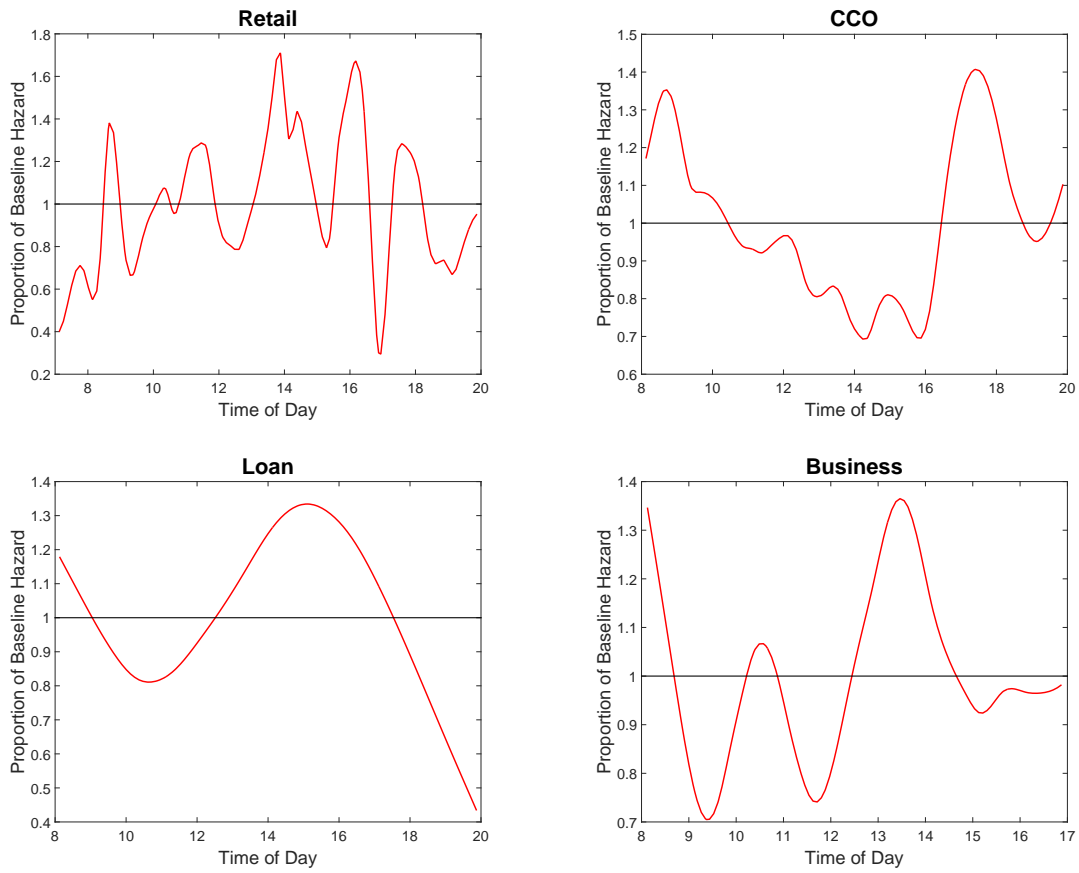 Retail
Proportion of Baseline Hazard
1.8
1.6
1.4
1.2
1
0.8
0.6
0.4
0.2
8 10 12 14 16 18 20
Time of Day
CCO
Proportion of Baseline Hazard
1.5
1.4
1.3
1.2
1.1
1
0.9
0.8
0.7
0.6
8 10 12 14 16 18 20
Time of Day
Loan
Proportion of Baseline Hazard
1.4
1.3
1.2
1.1
1
0.9
0.8
0.7
0.6
0.5
0.4
8 10 12 14 16 18 20
Time of Day
Business
Proportion of Baseline Hazard
1.4
1.3
1.2
1.1
1
0.9
0.8
0.7
8 9 10 11 12 13 14 15 16 17
Time of Day